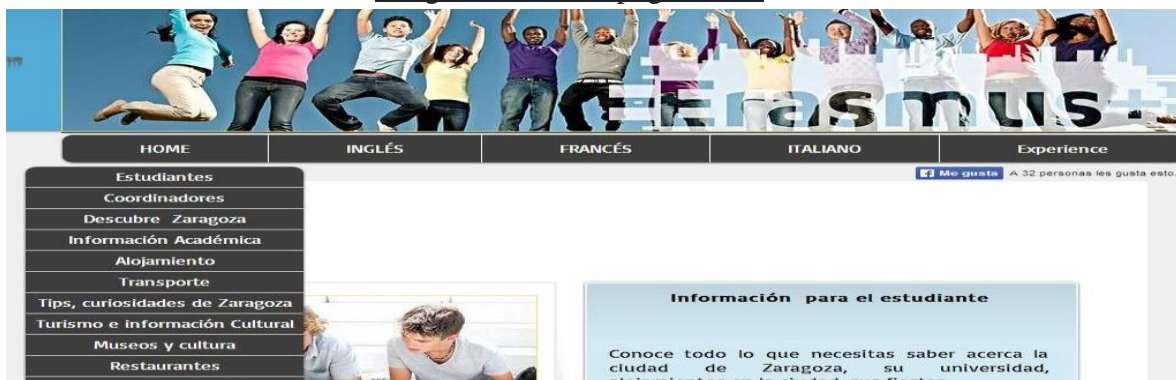 Erasmus+
HOME
INGLÉS
FRANCÉS
ITALIANO
Experience
Me gusta A 32 personas les gusta esto.
Estudiantes
Coordinadores
Descubre Zaragoza
Información Académica
Alojamiento
Transporte
Tips, curiosidades de Zaragoza
Turismo e información Cultural
Museos y cultura
Restaurantes
Información para el estudiante
Conoce todo lo que necesitas saber acerca la
ciudad de Zaragoza, su universidad,